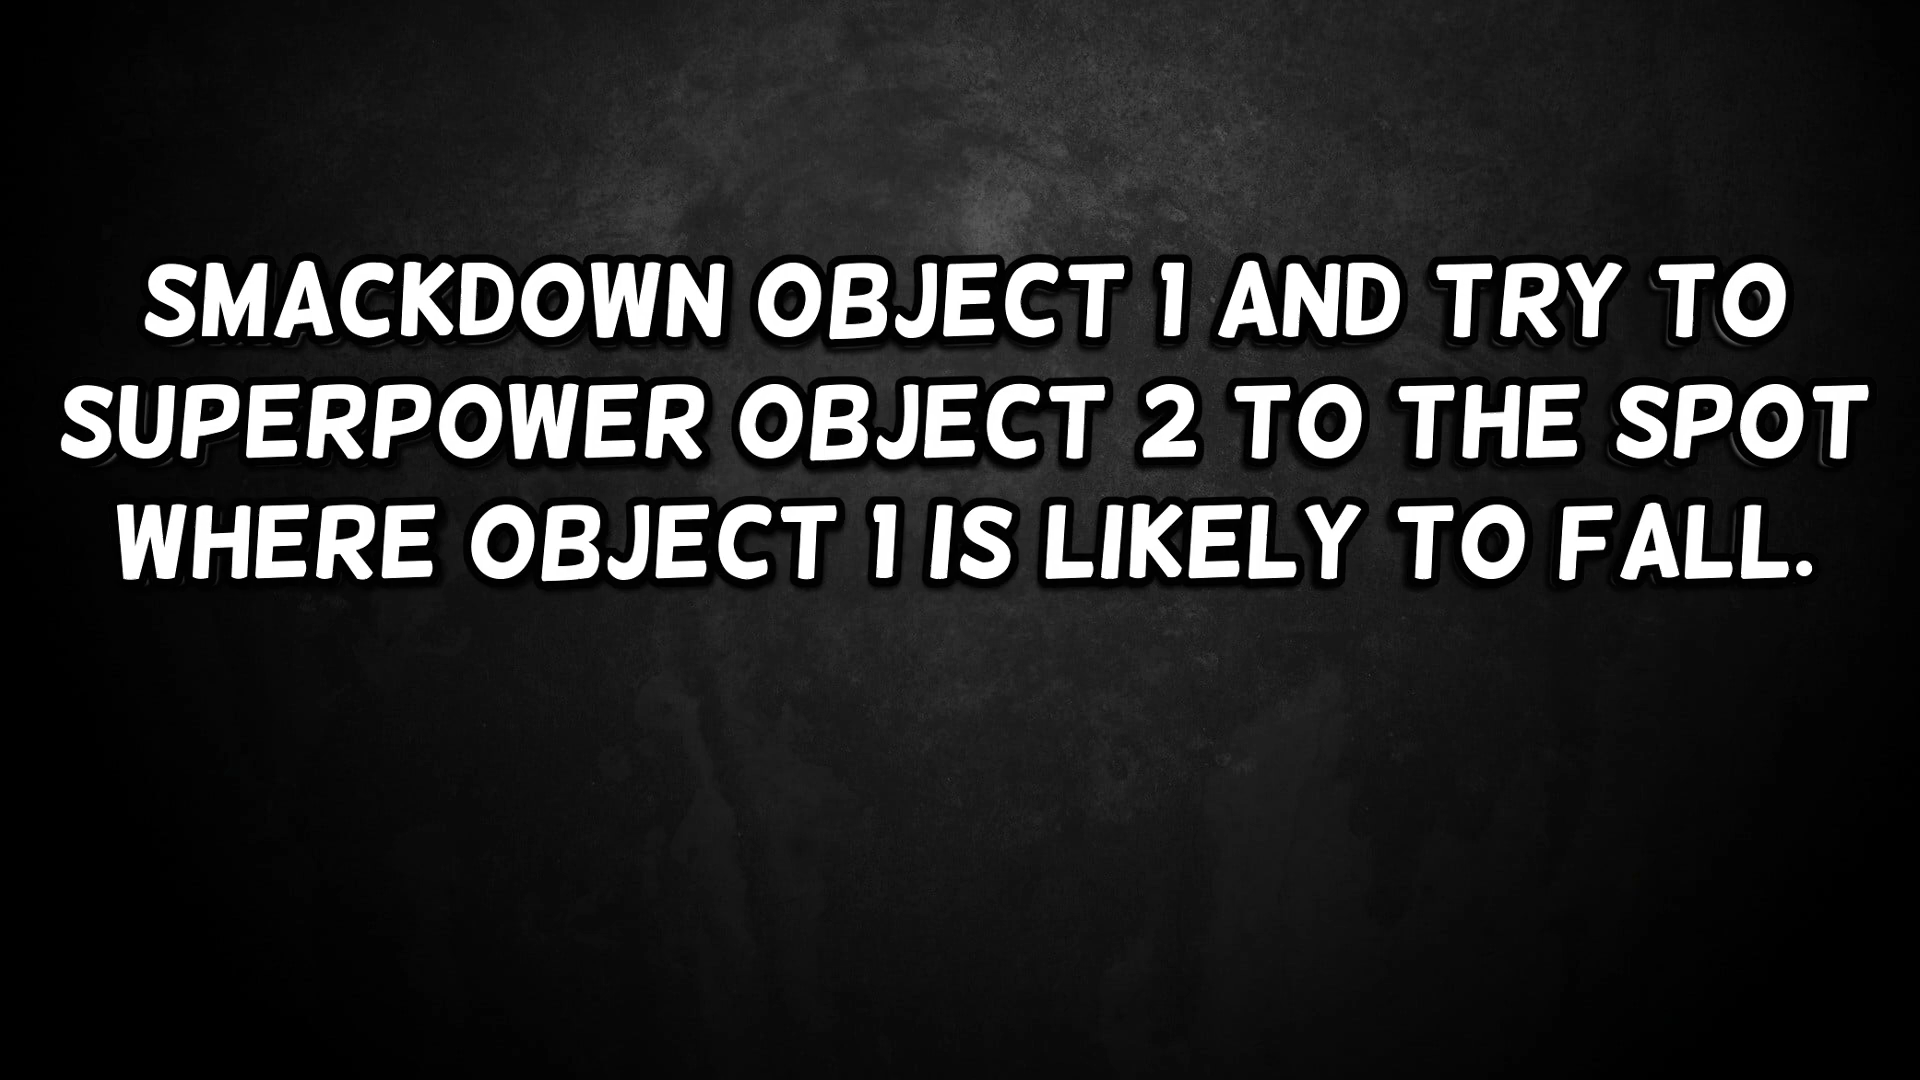 SMACKDOWN OBJECT 1 AND TRY TO
SUPERPOWER OBJECT 2 TO THE SPOT
WHERE OBJECT 1 IS LIKELY TO FALL.